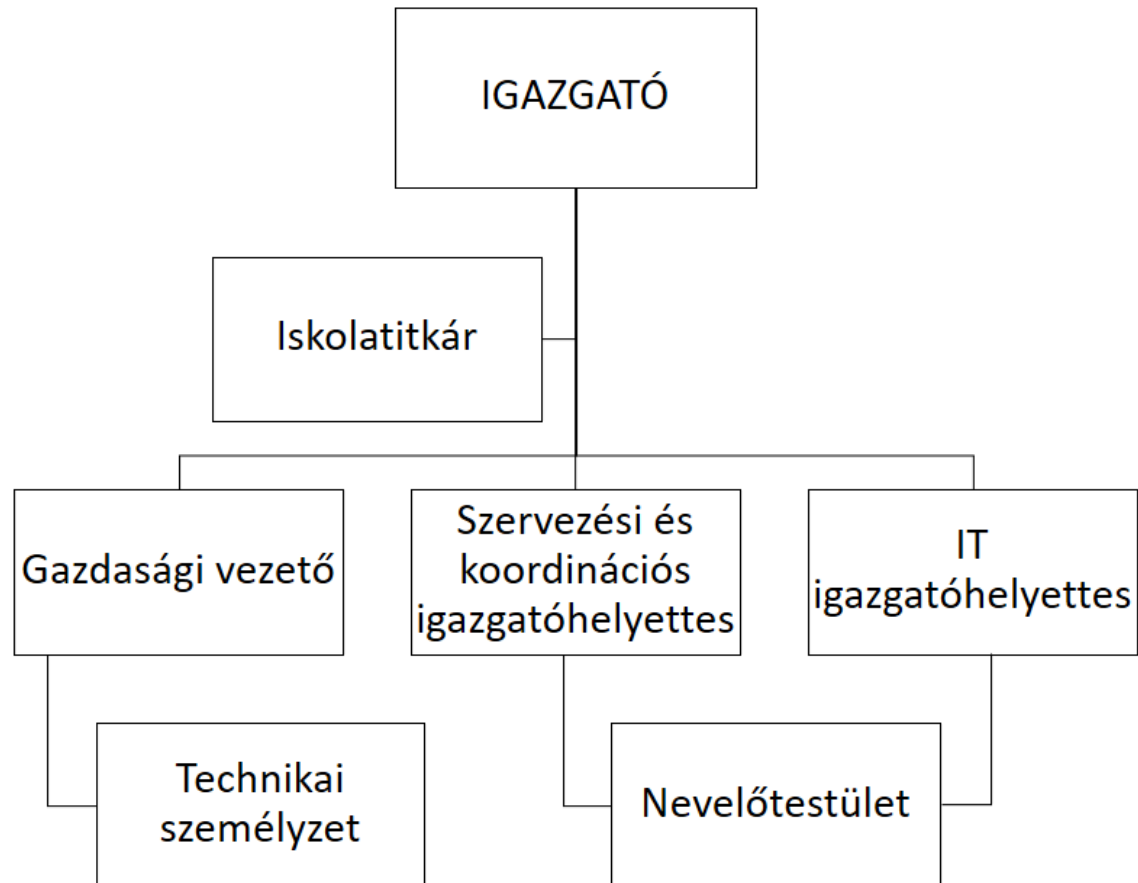 IGAZGATÓ
Iskolatitkár
Gazdasági vezető
Szervezési és
koordinációs
igazgatóhelyettes
IT
igazgatóhelyettes
Technikai
személyzet
Nevelőtestület